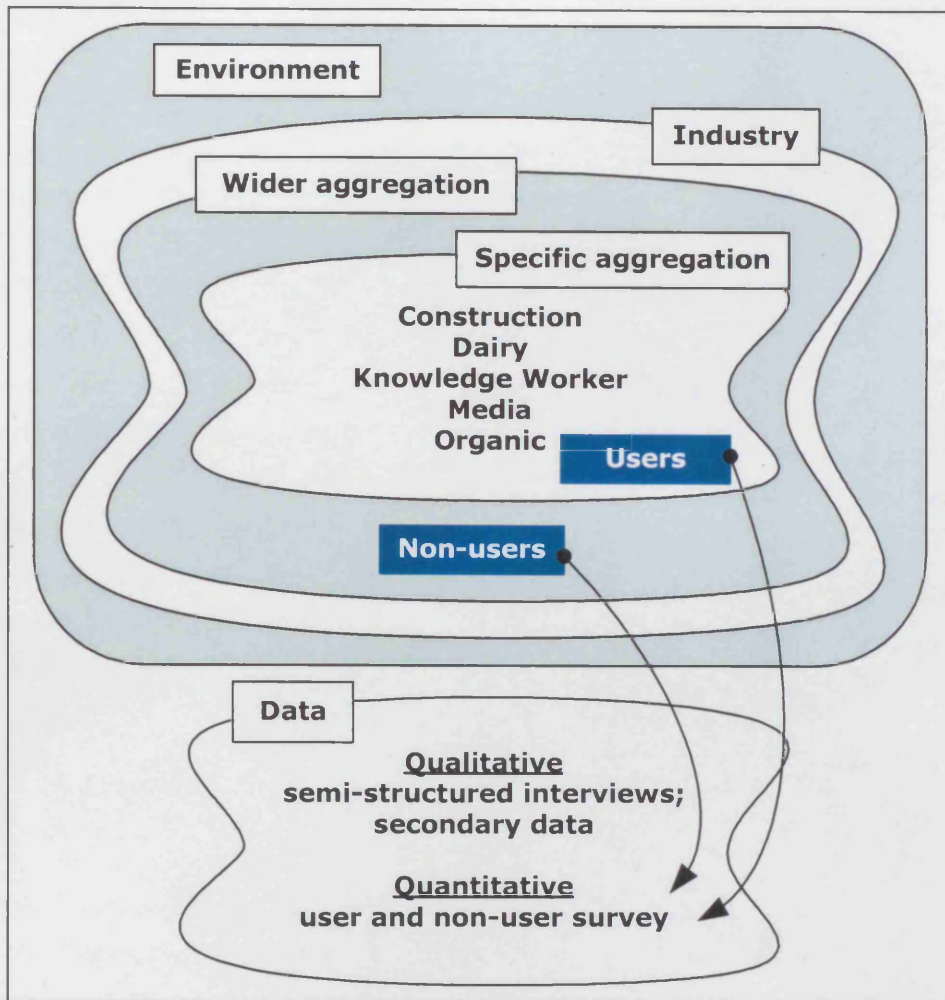 Environment
Industry
Wider aggregation
Specific aggregation
Construction
Dairy
Knowledge Worker
Media
Organic
Users
Non-users
Data
Qualitative
semi-structured interviews;
secondary data
Quantitative
user and non-user survey